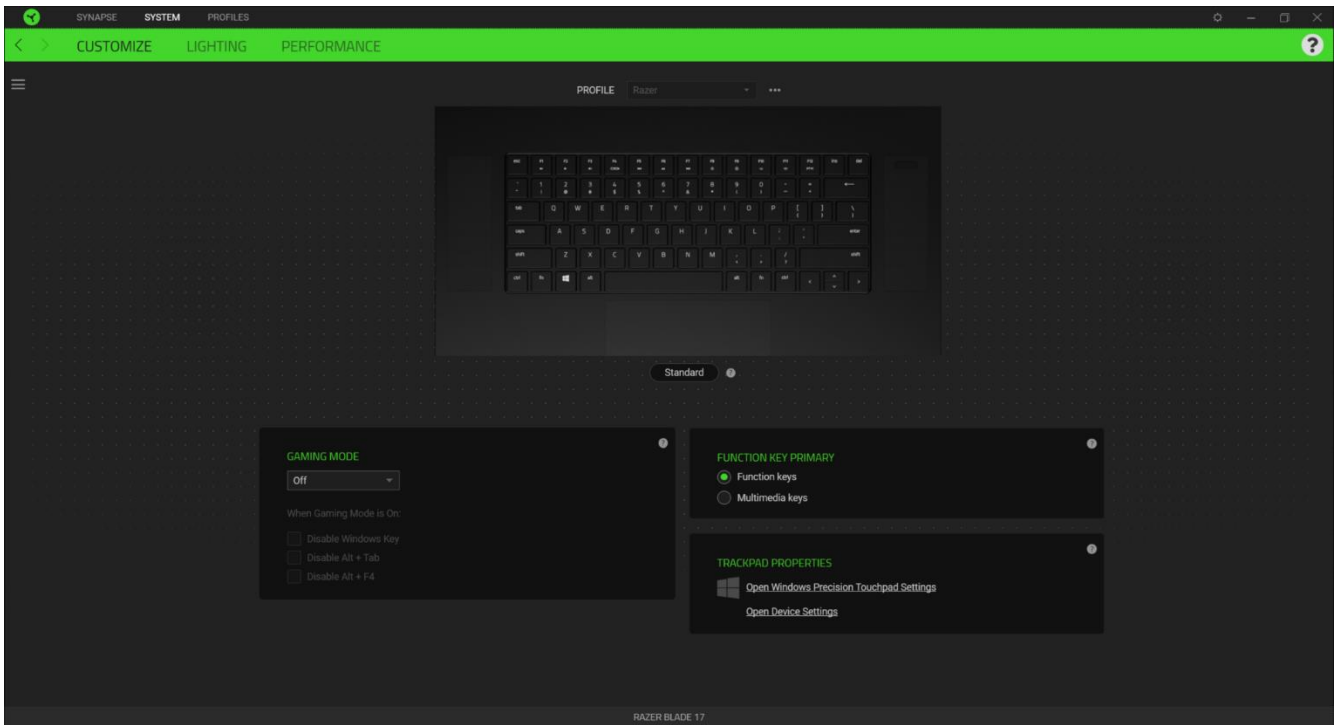 SYNAPSE SYSTEM PROFILES
CUSTOMIZE LIGHTING PERFORMANCE ?
PROFILE Razer
Q W E R T Y U I O P
A S D F G H J K L
Z X C V B N M
Standard ?
GAMING MODE ?
Off
When Gaming Mode is On:
Disable Windows Key
Disable Alt + Tab
Disable Alt + F4
FUNCTION KEY PRIMARY ?
Function keys
Multimedia keys
TRACKPAD PROPERTIES ?
Open Windows Precision Touchpad Settings
Open Device Settings
RAZER BLADE 17